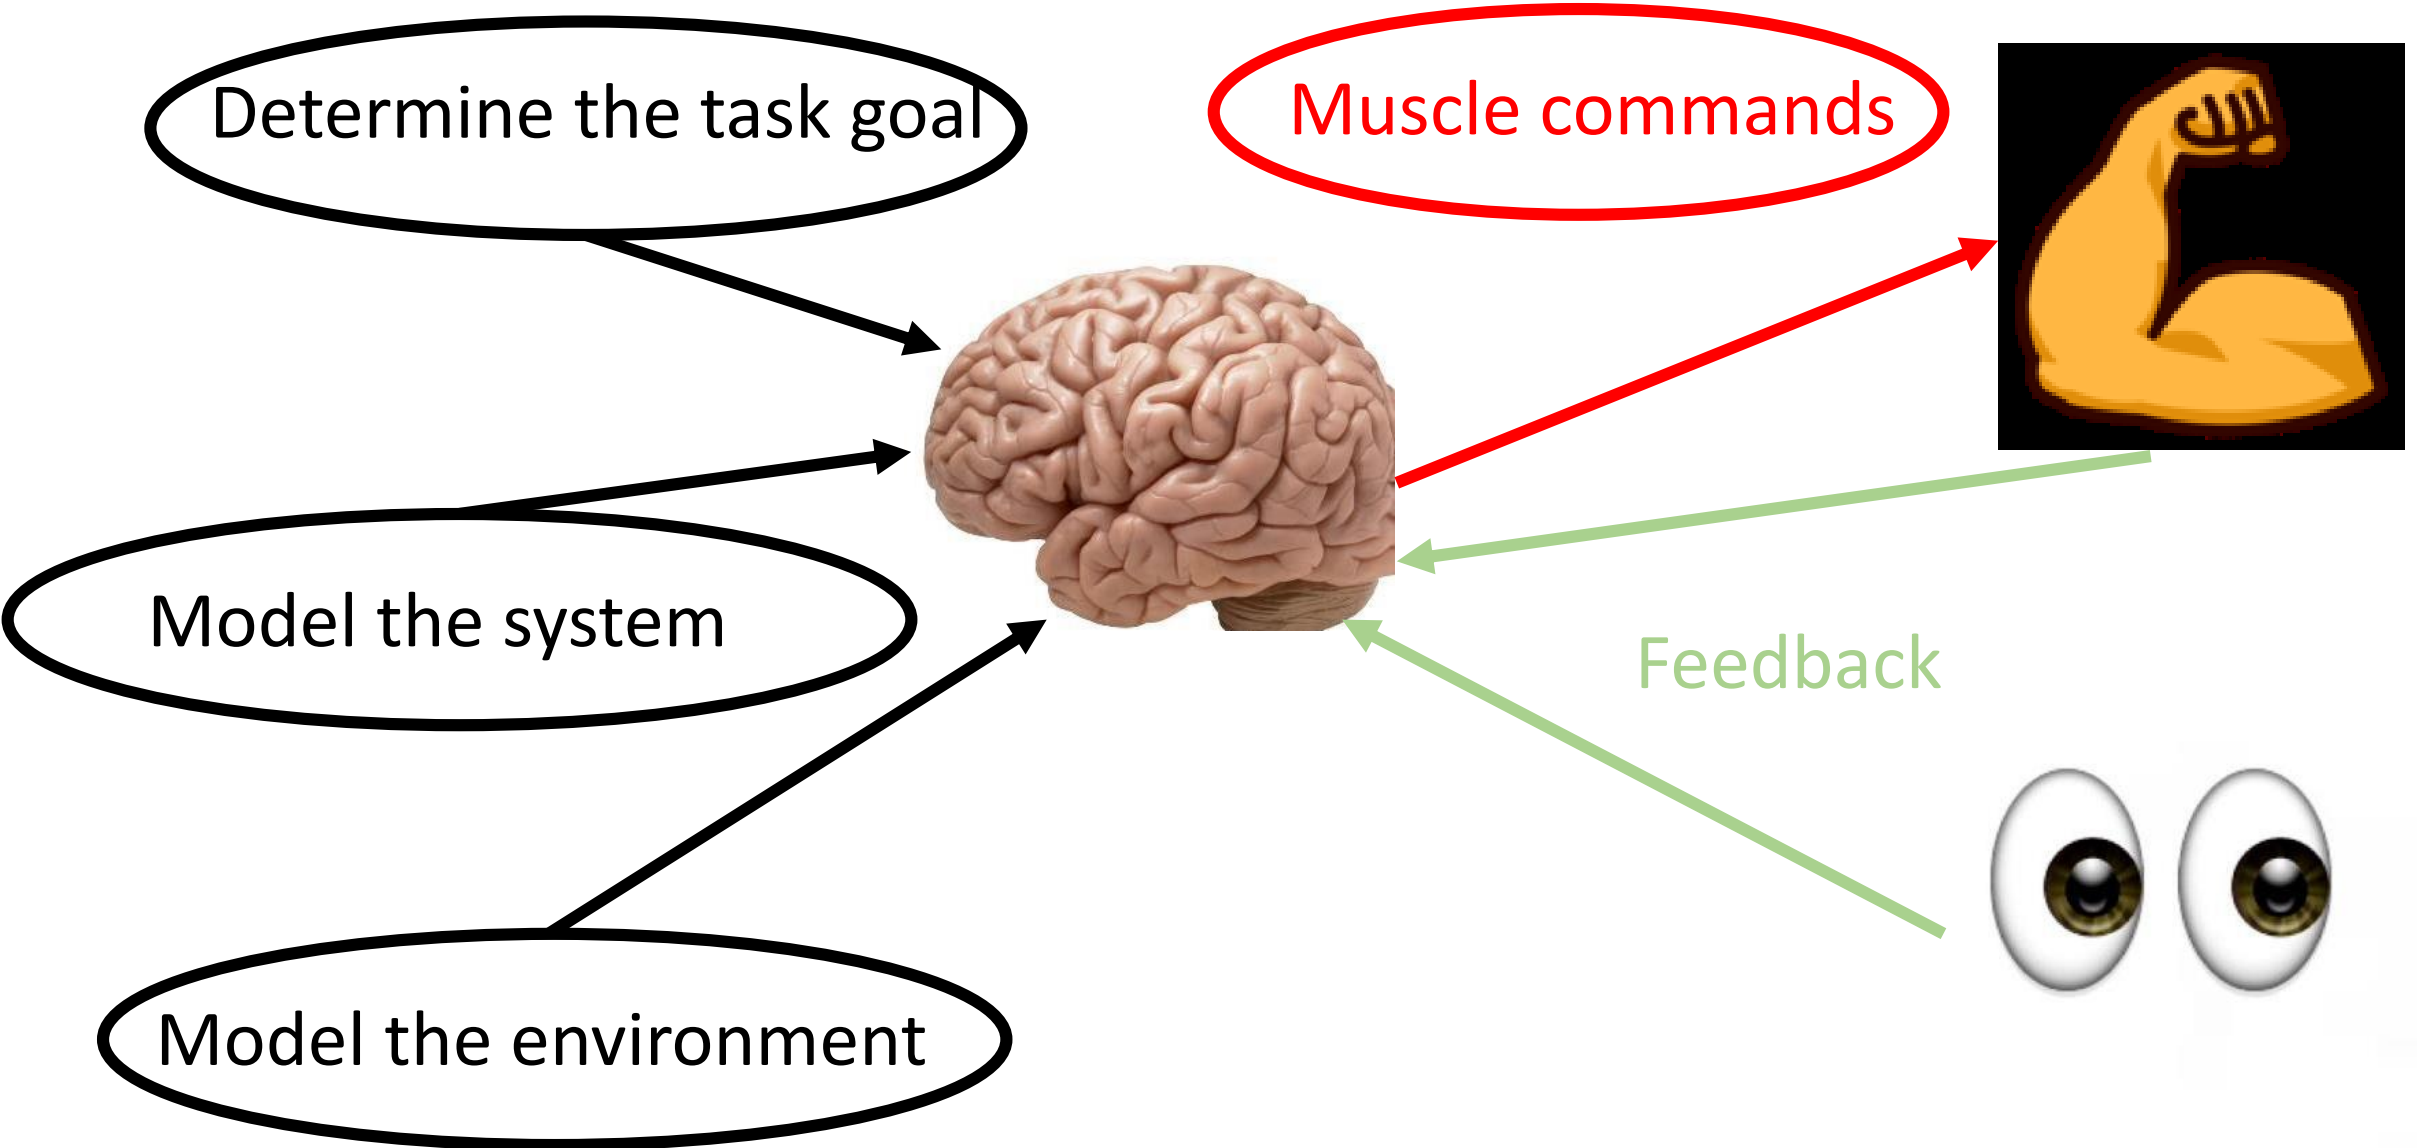 Determine the task goal
Muscle commands
Model the system
Feedback
Model the environment